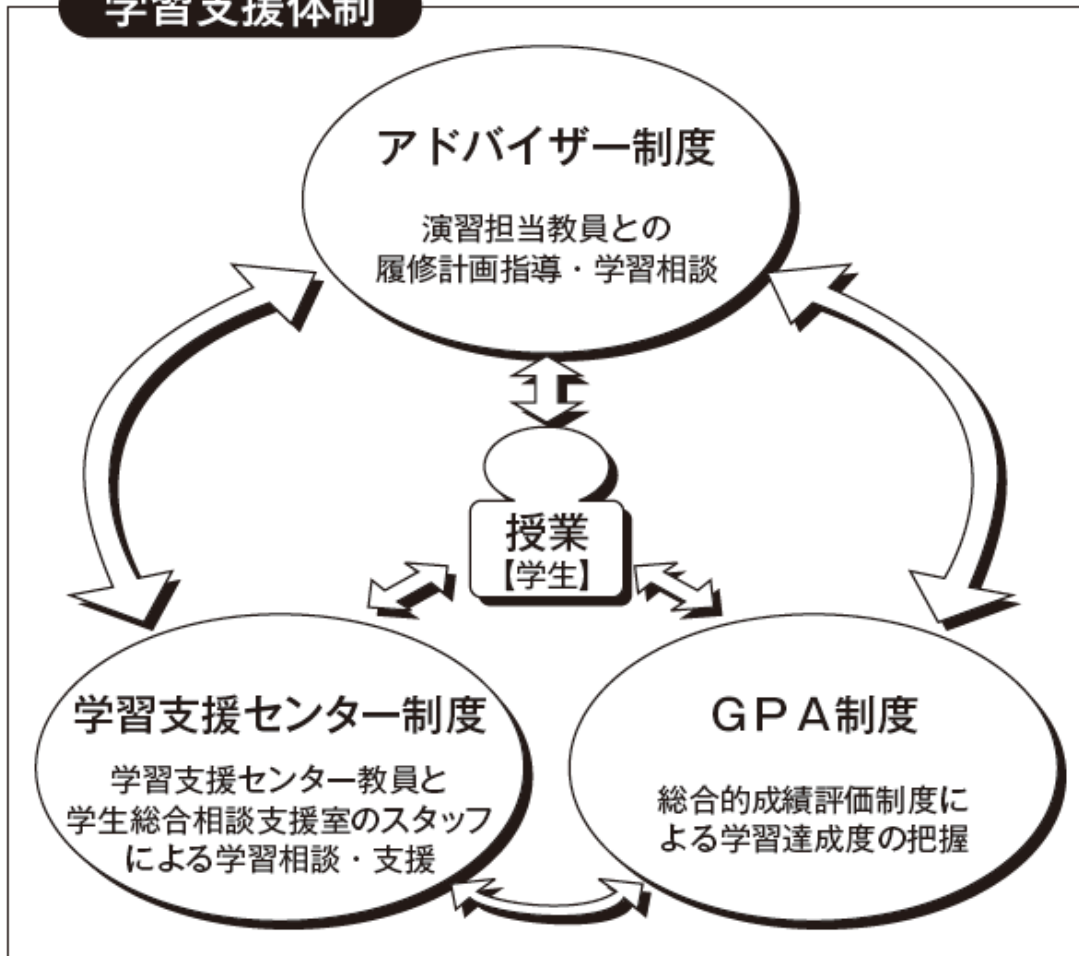 学習支援体制
アドバイザー制度
演習担当教員との
履修計画指導・学習相談
授業
【学生】
学習支援センター制度
学習支援センター教員と
学生総合相談支援室のスタッフ
による学習相談・支援
ＧＰＡ制度
総合的成績評価制度に
よる学習達成度の把握